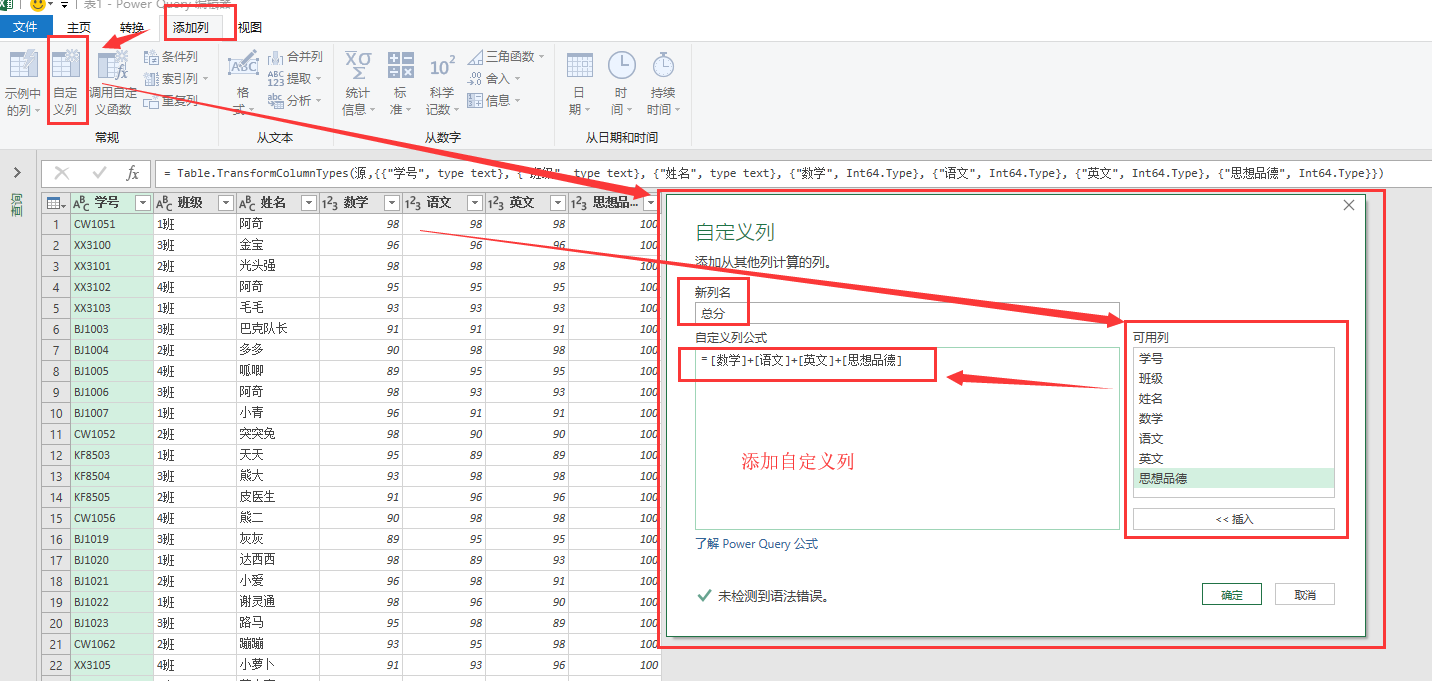 表1 - Power Query 编辑器
文件 主页 转换 添加列 视图
示例中的列 自定义列 调用自定义函数 条件列 索引列 重复列 格式 合并列 提取 分析 统计信息 标准 科学记数 三角函数 舍入 信息 日期 时间 持续时间
常规 从文本 从数字 从日期和时间
fx = Table.TransformColumnTypes(源,{{"学号", type text}, {"班级", type text}, {"姓名", type text}, {"数学", Int64.Type}, {"语文", Int64.Type}, {"英文", Int64.Type}, {"思想品德", Int64.Type}})
查询
学号 班级 姓名 数学 语文 英文 思想品...
1 CW1051 1班 阿奇 98 98 98 100
2 XX3100 3班 金宝 96 96 96 100
3 XX3101 2班 光头强 98 98 98 100
4 XX3102 4班 阿奇 95 95 95 100
5 XX3103 1班 毛毛 93 93 93 100
6 BJ1003 3班 巴克队长 91 91 91 100
7 BJ1004 2班 多多 90 98 98 100
8 BJ1005 4班 呱唧 89 95 95 100
9 BJ1006 3班 阿奇 98 93 93 100
10 BJ1007 1班 小青 96 91 91 100
11 CW1052 2班 突突兔 98 90 90 100
12 KF8503 1班 天天 95 89 89 100
13 KF8504 3班 熊大 93 98 98 100
14 KF8505 2班 皮医生 91 96 96 100
15 CW1056 4班 熊二 90 98 98 100
16 BJ1019 3班 灰灰 89 95 95 100
17 BJ1020 1班 达西西 98 89 93 100
18 BJ1021 2班 小爱 96 98 91 100
19 BJ1022 1班 谢灵通 98 96 90 100
20 BJ1023 3班 路马 95 98 89 100
21 CW1062 2班 蹦蹦 93 95 98 100
22 XX3105 4班 小萝卜 91 93 96 100
自定义列
添加从其他列计算的列。
新列名
总分
自定义列公式
=[数学]+[语文]+[英文]+[思想品德]
添加自定义列
可用列
学号
班级
姓名
数学
语文
英文
思想品德
<< 插入
了解 Power Query 公式
未检测到语法错误。
确定 取消